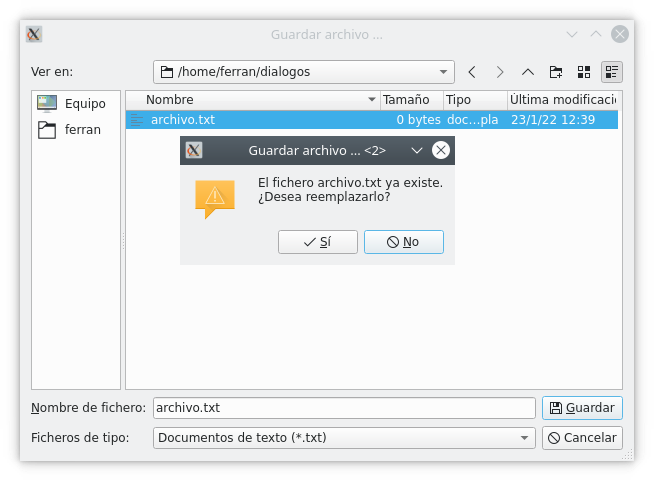 Guardar archivo ...
Ver en:
/home/ferran/dialogos
Equipo
ferran
Nombre Tamaño Tipo Última modificació
archivo.txt 0 bytes doc...pla 23/1/22 12:39
Guardar archivo ... <2>
El fichero archivo.txt ya existe.
¿Desea reemplazarlo?
Sí No
Nombre de fichero: archivo.txt Guardar
Ficheros de tipo: Documentos de texto (*.txt) Cancelar